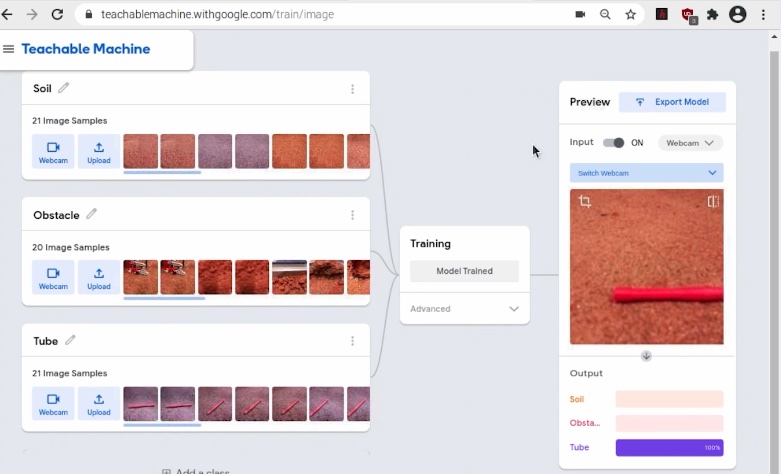 teachablemachine.withgoogle.com/train/image
3
Teachable Machine
Soil
21 Image Samples
Webcam
Upload
Obstacle
20 Image Samples
Webcam
Upload
Tube
21 Image Samples
Webcam
Upload
Add a class
Training
Model Trained
Advanced
Preview
Export Model
Input
ON
Webcam
Switch Webcam
Output
Soil
Obsta...
Tube
100%